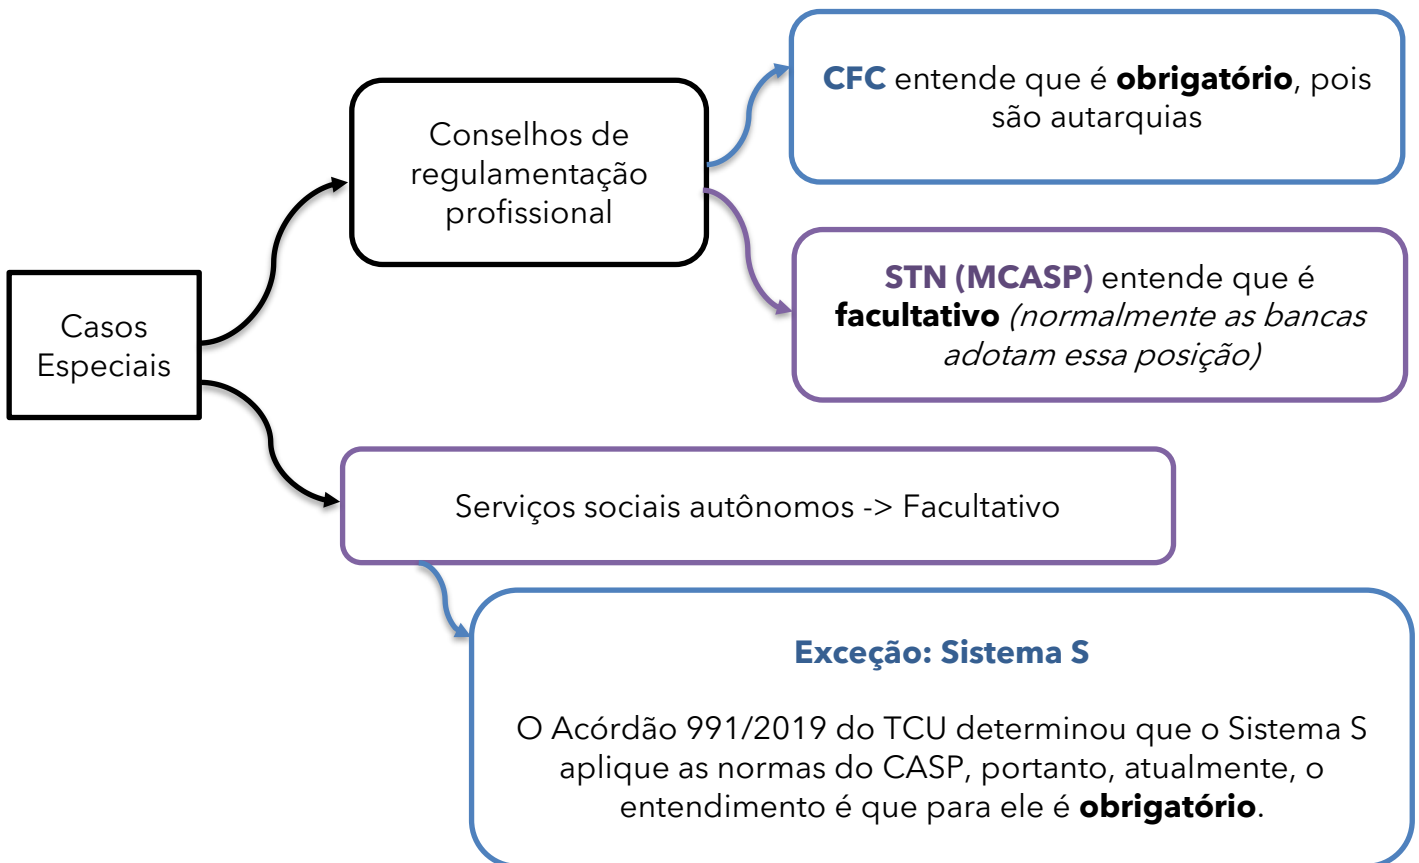 CFC entende que é obrigatório, pois
são autarquias
Conselhos de
regulamentação
profissional
STN (MCASP) entende que é
facultativo (normalmente as bancas
adotam essa posição)
Casos
Especiais
Serviços sociais autônomos -> Facultativo
Exceção: Sistema S
O Acórdão 991/2019 do TCU determinou que o Sistema S
aplique as normas do CASP, portanto, atualmente, o
entendimento é que para ele é obrigatório.